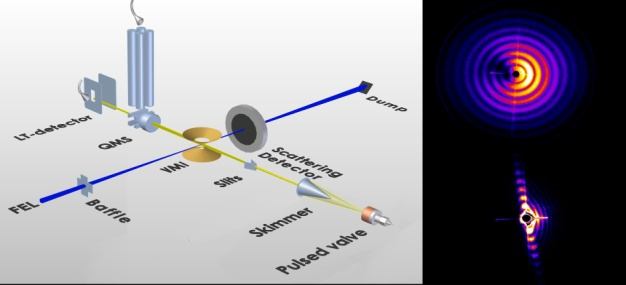 Dump
LT-detector
QMS
Scattering
Detector
VMI
Slits
FEL
Baffle
Skimmer
Pulsed valve